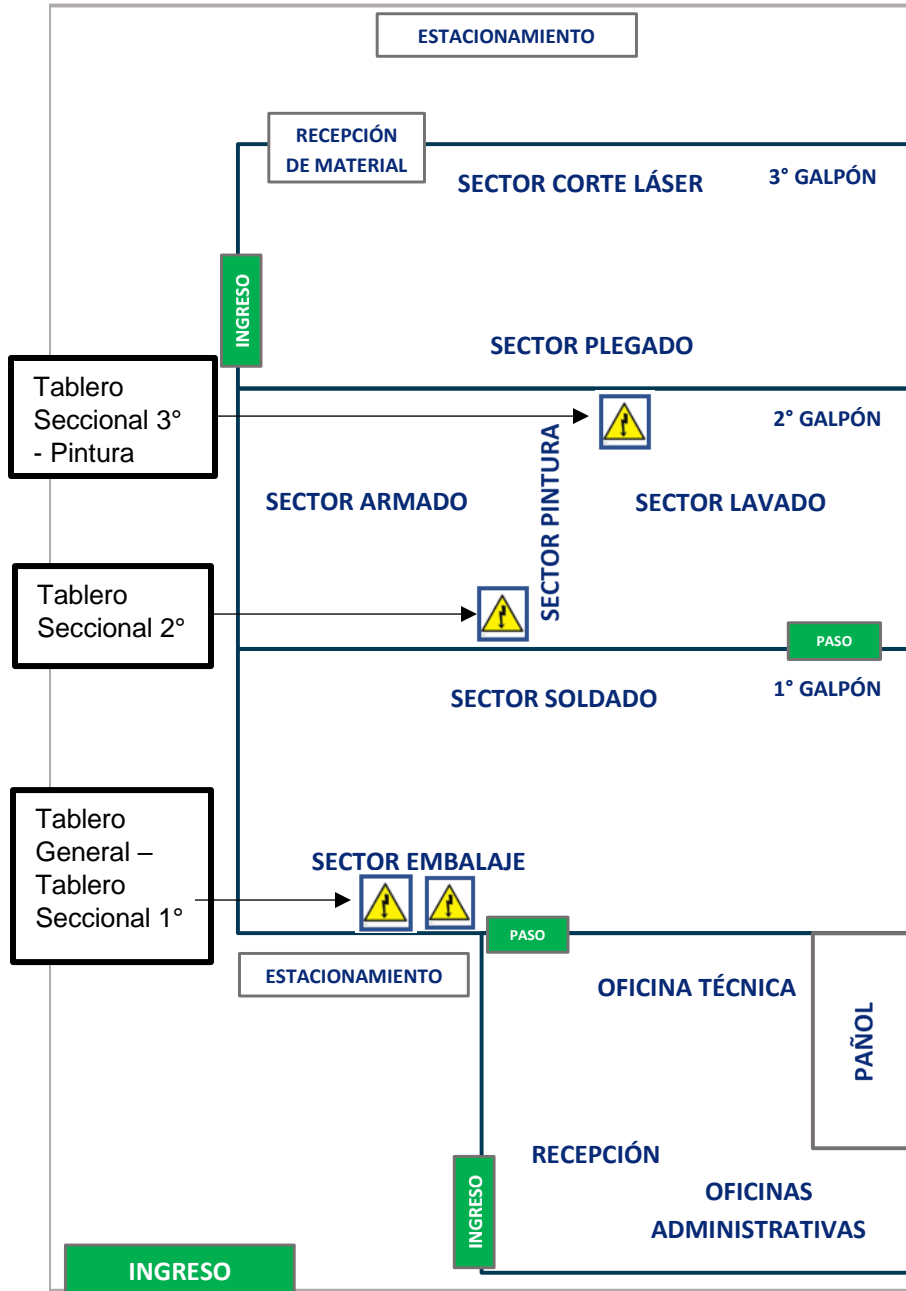 ESTACIONAMIENTO
RECEPCIÓN
DE MATERIAL
SECTOR CORTE LÁSER
3° GALPÓN
INGRESO
SECTOR PLEGADO
Tablero
Seccional 3°
- Pintura
2° GALPÓN
SECTOR PINTURA
SECTOR ARMADO
SECTOR LAVADO
Tablero
Seccional 2°
PASO
SECTOR SOLDADO
1° GALPÓN
Tablero
General –
Tablero
Seccional 1°
SECTOR EMBALAJE
PASO
ESTACIONAMIENTO
OFICINA TÉCNICA
PAÑOL
RECEPCIÓN
INGRESO
OFICINAS
ADMINISTRATIVAS
INGRESO